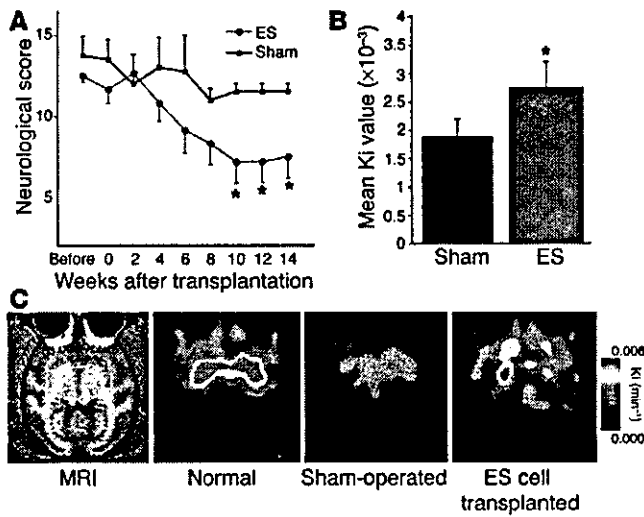 A
Neurological score
15
10
5
ES
Sham
* * *
Before 0 2 4 6 8 10 12 14
Weeks after transplantation
B
Mean Ki value (×10⁻³)
4
3.5
3
2.5
2
1.5
1
0.5
0
*
Sham ES
C
0.006
Ki (min⁻¹)
0.000
MRI Normal Sham-operated ES cell
transplanted